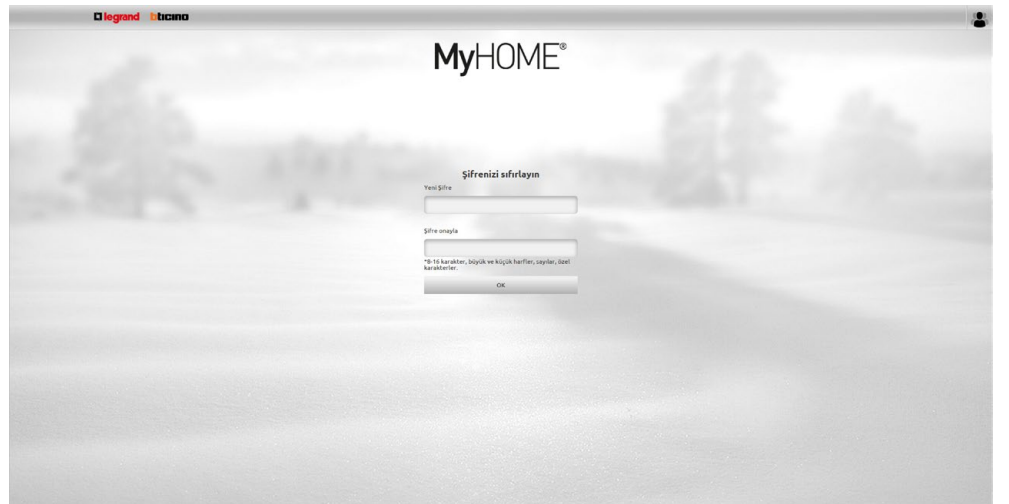 legrand bticino
MyHOME®
Şifrenizi sıfırlayın
Yeni Şifre
Şifre onayla
*8-16 karakter, büyük ve küçük harfler, sayılar, özel
karakterler.
OK